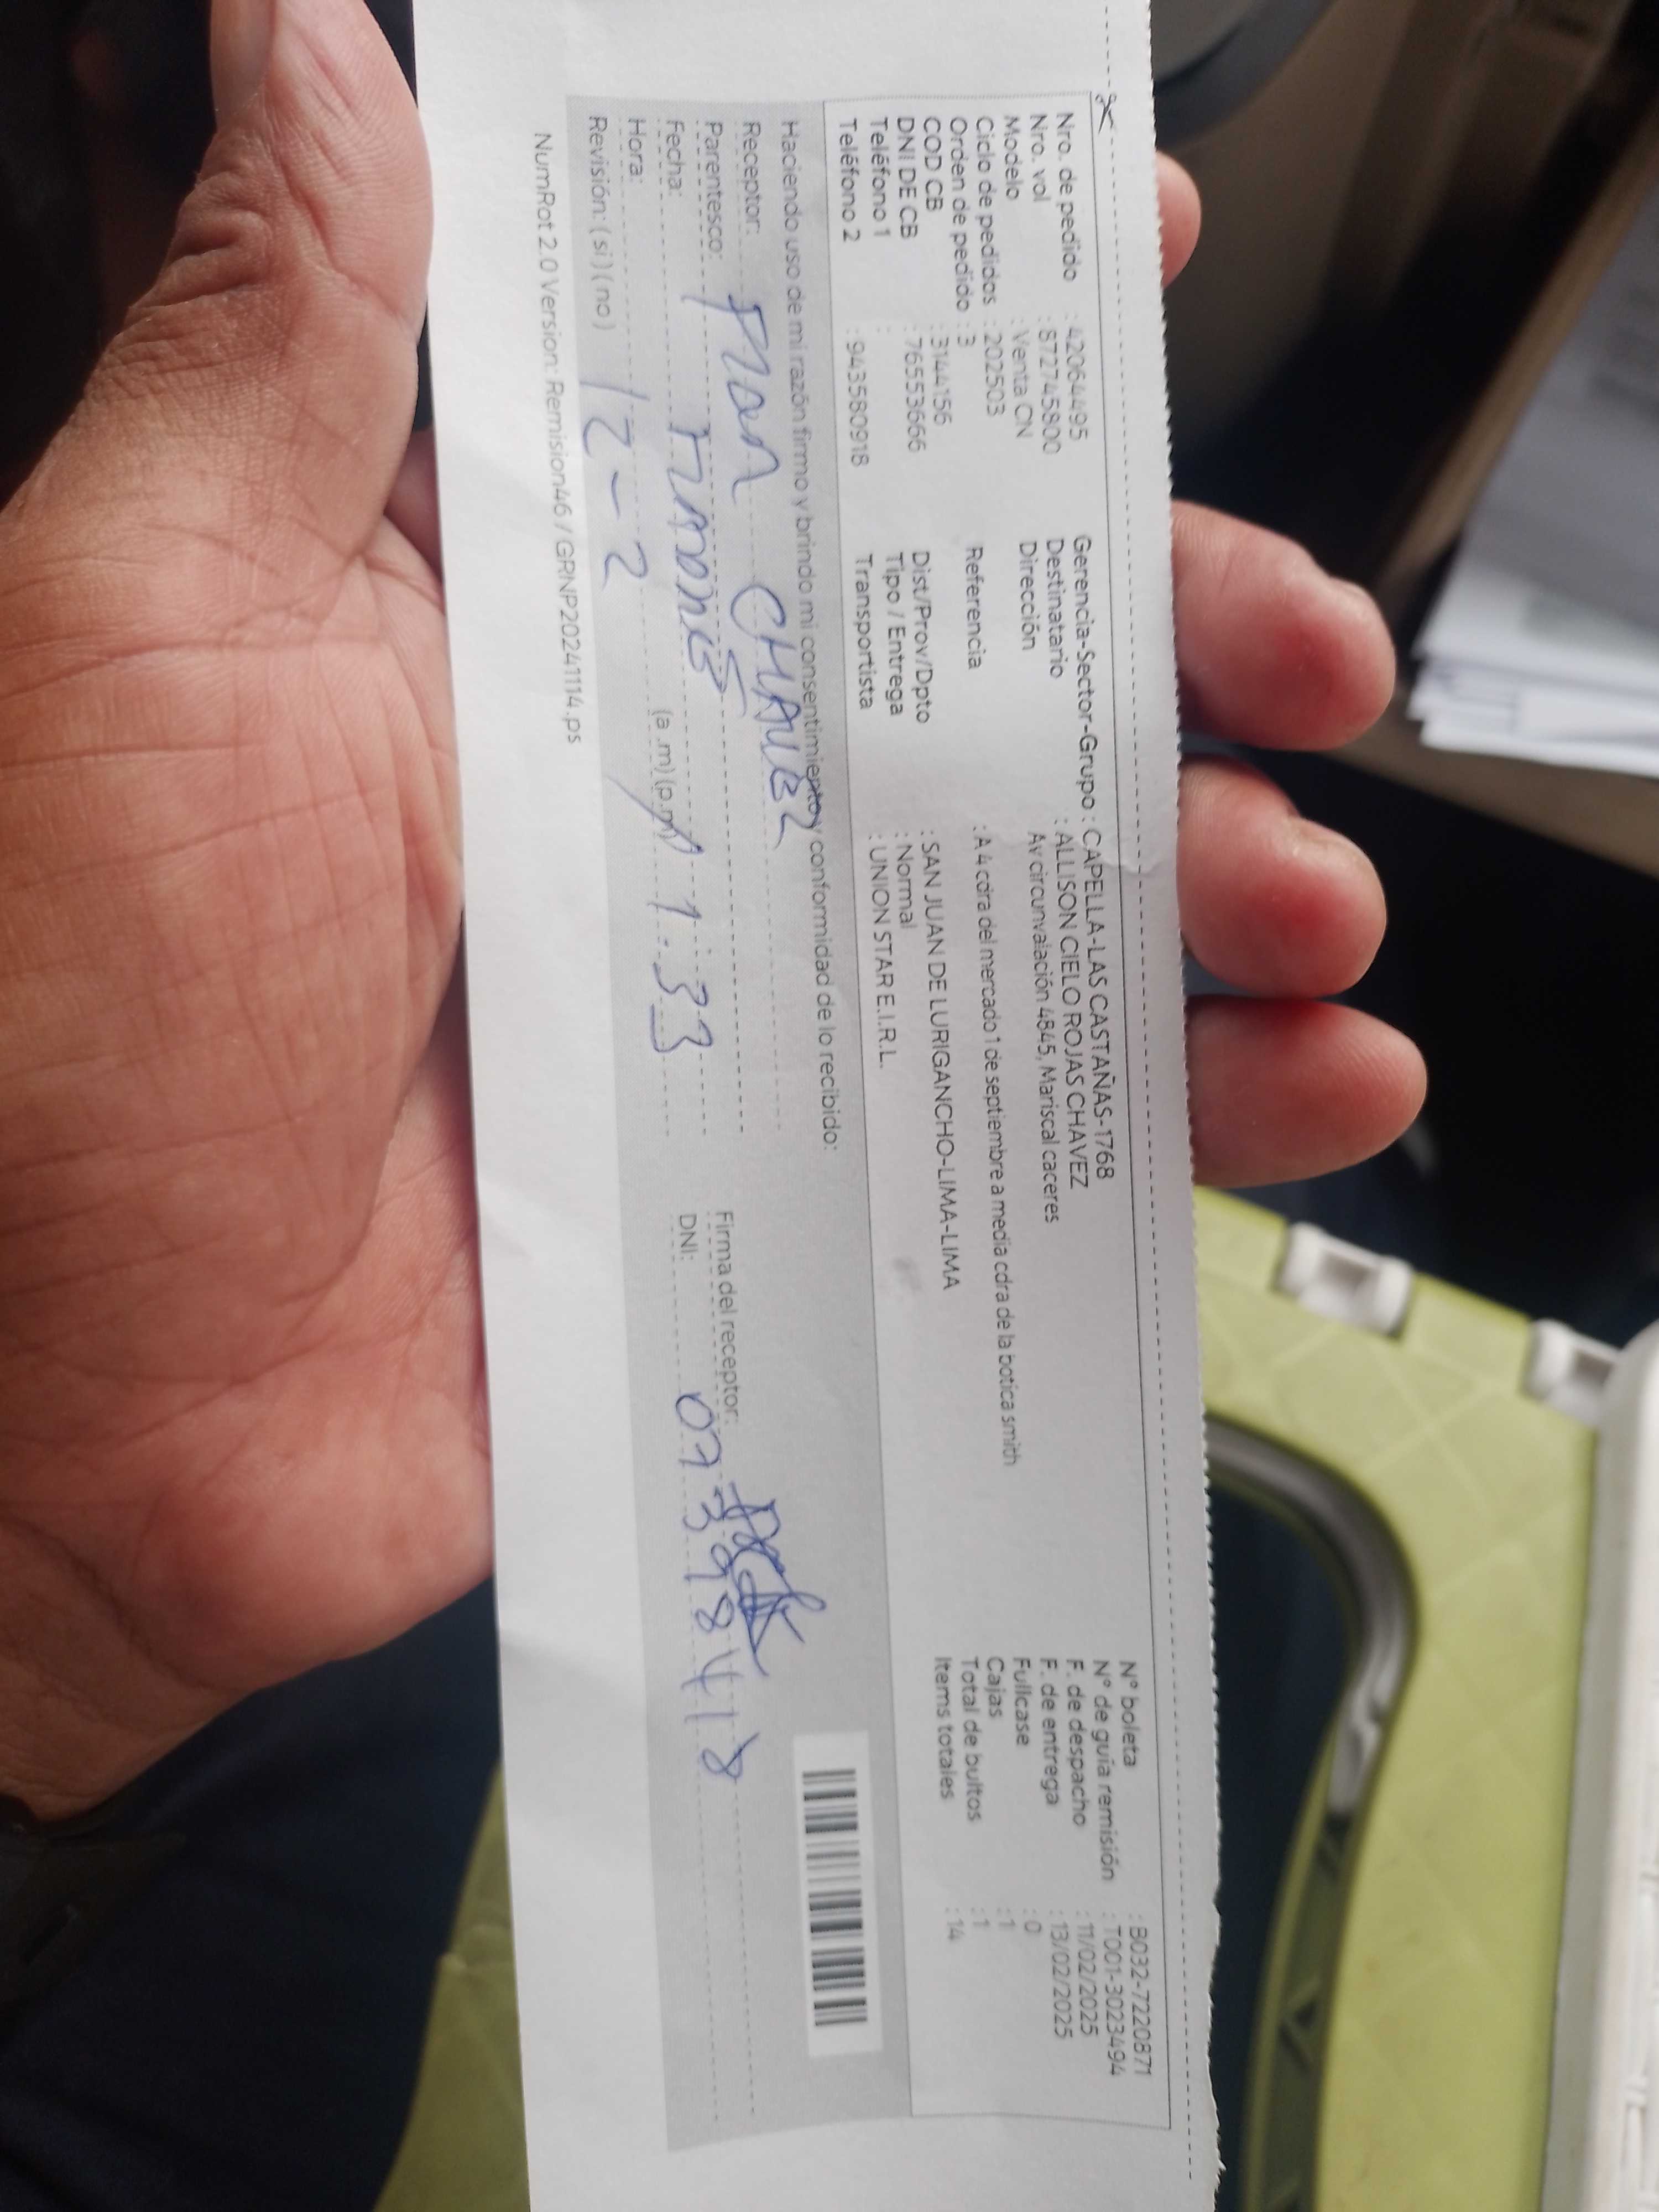 Nro. de pedido : 42064495
Nro. vol : 872745800
Modelo : Venta CN
Ciclo de pedidos : 202503
Orden de pedido : 3
COD CB : 3144156
DNI DE CB : 76553666
Teléfono 1 :
Teléfono 2 : 943580918
Gerencia-Sector-Grupo : CAPELLA-LAS CASTAÑAS-1768
Destinatario : ALLISON CIELO ROJAS CHAVEZ
Dirección Av circunvalación 4845, Mariscal caceres
Referencia : A 4 cdra del mercado 1 de septiembre a media cdra de la botica smith
Dist/Prov/Dpto : SAN JUAN DE LURIGANCHO-LIMA-LIMA
Tipo / Entrega : Normal
Transportista : UNION STAR E.I.R.L.
N° boleta : B032-7220871
N° de guía remisión : T001-3023494
F. de despacho : 11/02/2025
F. de entrega : 13/02/2025
Fullcase : 0
Cajas : 1
Total de bultos : 1
Items totales : 14
Haciendo uso de mi razón firmo y brindo mi consentimiento y conformidad de lo recibido:
Receptor:
Parentesco:
Fecha: 12-2
Hora: (a .m) (p.m) 1:33
Revisión: ( si ) ( no )
Firma del receptor:
DNI: 07398418
NumRot 2.0 Version: Remision46 / GRNP20241114.ps